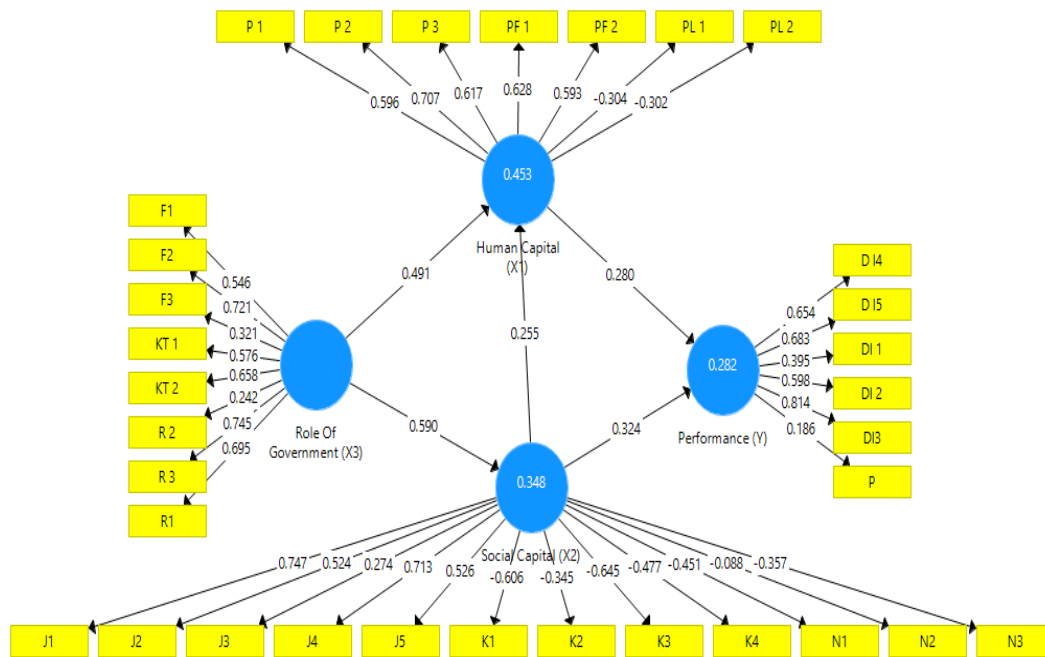 P 1 P 2 P 3 PF 1 PF 2 PL 1 PL 2
0.596 0.707 0.617 0.628 0.593 -0.304 -0.302
0.453
Human Capital
(X1)
F1
F2
F3
KT 1
KT 2
R 2
R 3
R1
0.546
0.721
0.321
0.576
0.658
0.242
0.745
0.695
0.491
0.280
0.255
Role Of
Government (X3)
0.590
0.324
0.282
Performance (Y)
0.654
0.683
0.395
0.598
0.814
0.186
D I4
D I5
DI 1
DI 2
DI3
P
0.348
Social Capital (X2)
0.747 0.524 0.274 0.713 0.526 -0.606 -0.345 -0.645 -0.477 -0.451 -0.088 -0.357
J1 J2 J3 J4 J5 K1 K2 K3 K4 N1 N2 N3